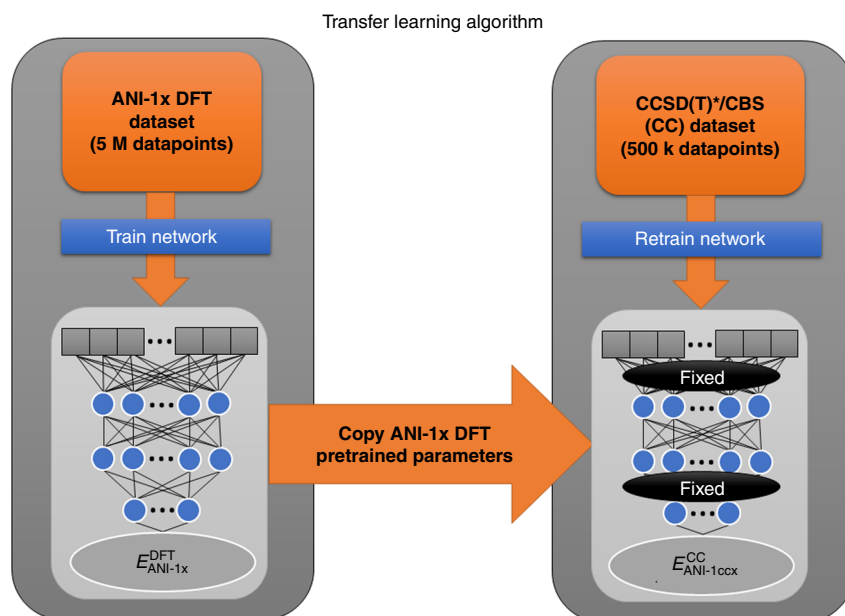 Transfer learning algorithm
ANI-1x DFT
dataset
(5 M datapoints)
Train network
E^DFT_ANI-1x
Copy ANI-1x DFT
pretrained parameters
CCSD(T)*/CBS
(CC) dataset
(500 k datapoints)
Retrain network
Fixed
Fixed
E^CC_ANI-1ccx